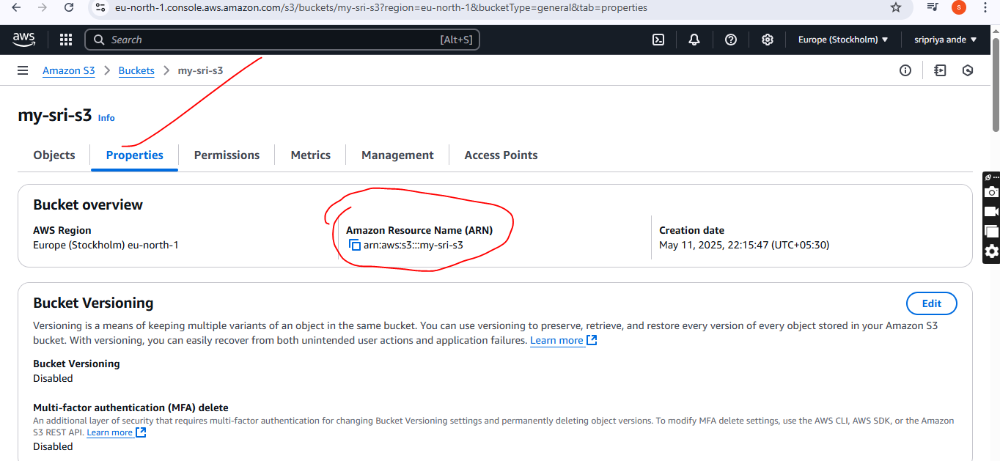 eu-north-1.console.aws.amazon.com/s3/buckets/my-sri-s3?region=eu-north-1&bucketType=general&tab=properties
S
aws
Search [Alt+S]
Europe (Stockholm)
sripriya ande
Amazon S3 > Buckets > my-sri-s3
my-sri-s3 Info
Objects Properties Permissions Metrics Management Access Points
Bucket overview
AWS Region
Europe (Stockholm) eu-north-1
Amazon Resource Name (ARN)
arn:aws:s3:::my-sri-s3
Creation date
May 11, 2025, 22:15:47 (UTC+05:30)
Bucket Versioning
Edit
Versioning is a means of keeping multiple variants of an object in the same bucket. You can use versioning to preserve, retrieve, and restore every version of every object stored in your Amazon S3
bucket. With versioning, you can easily recover from both unintended user actions and application failures. Learn more
Bucket Versioning
Disabled
Multi-factor authentication (MFA) delete
An additional layer of security that requires multi-factor authentication for changing Bucket Versioning settings and permanently deleting object versions. To modify MFA delete settings, use the AWS CLI, AWS SDK, or the Amazon
S3 REST API. Learn more
Disabled